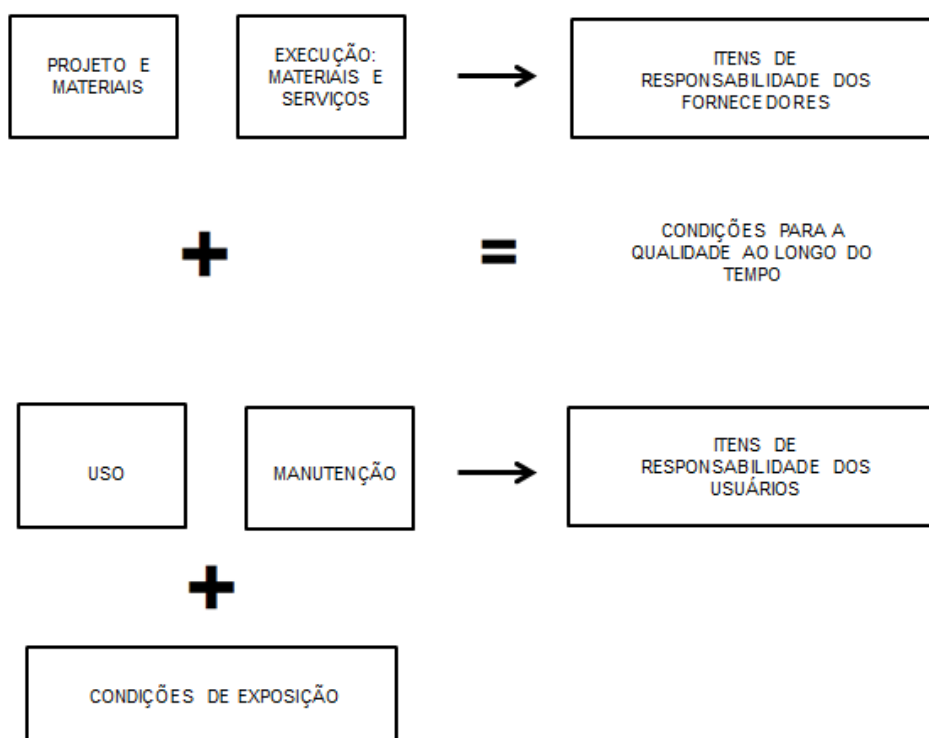 PROJETO E
MATERIAIS
EXECUÇÃO:
MATERIAIS E
SERVIÇOS
ITENS DE
RESPONSABILIDADE DOS
FORNECEDORES
+
=
CONDIÇÕES PARA A
QUALIDADE AO LONGO DO
TEMPO
USO
MANUTENÇÃO
ITENS DE
RESPONSABILIDADE DOS
USUÁRIOS
+
CONDIÇÕES DE EXPOSIÇÃO